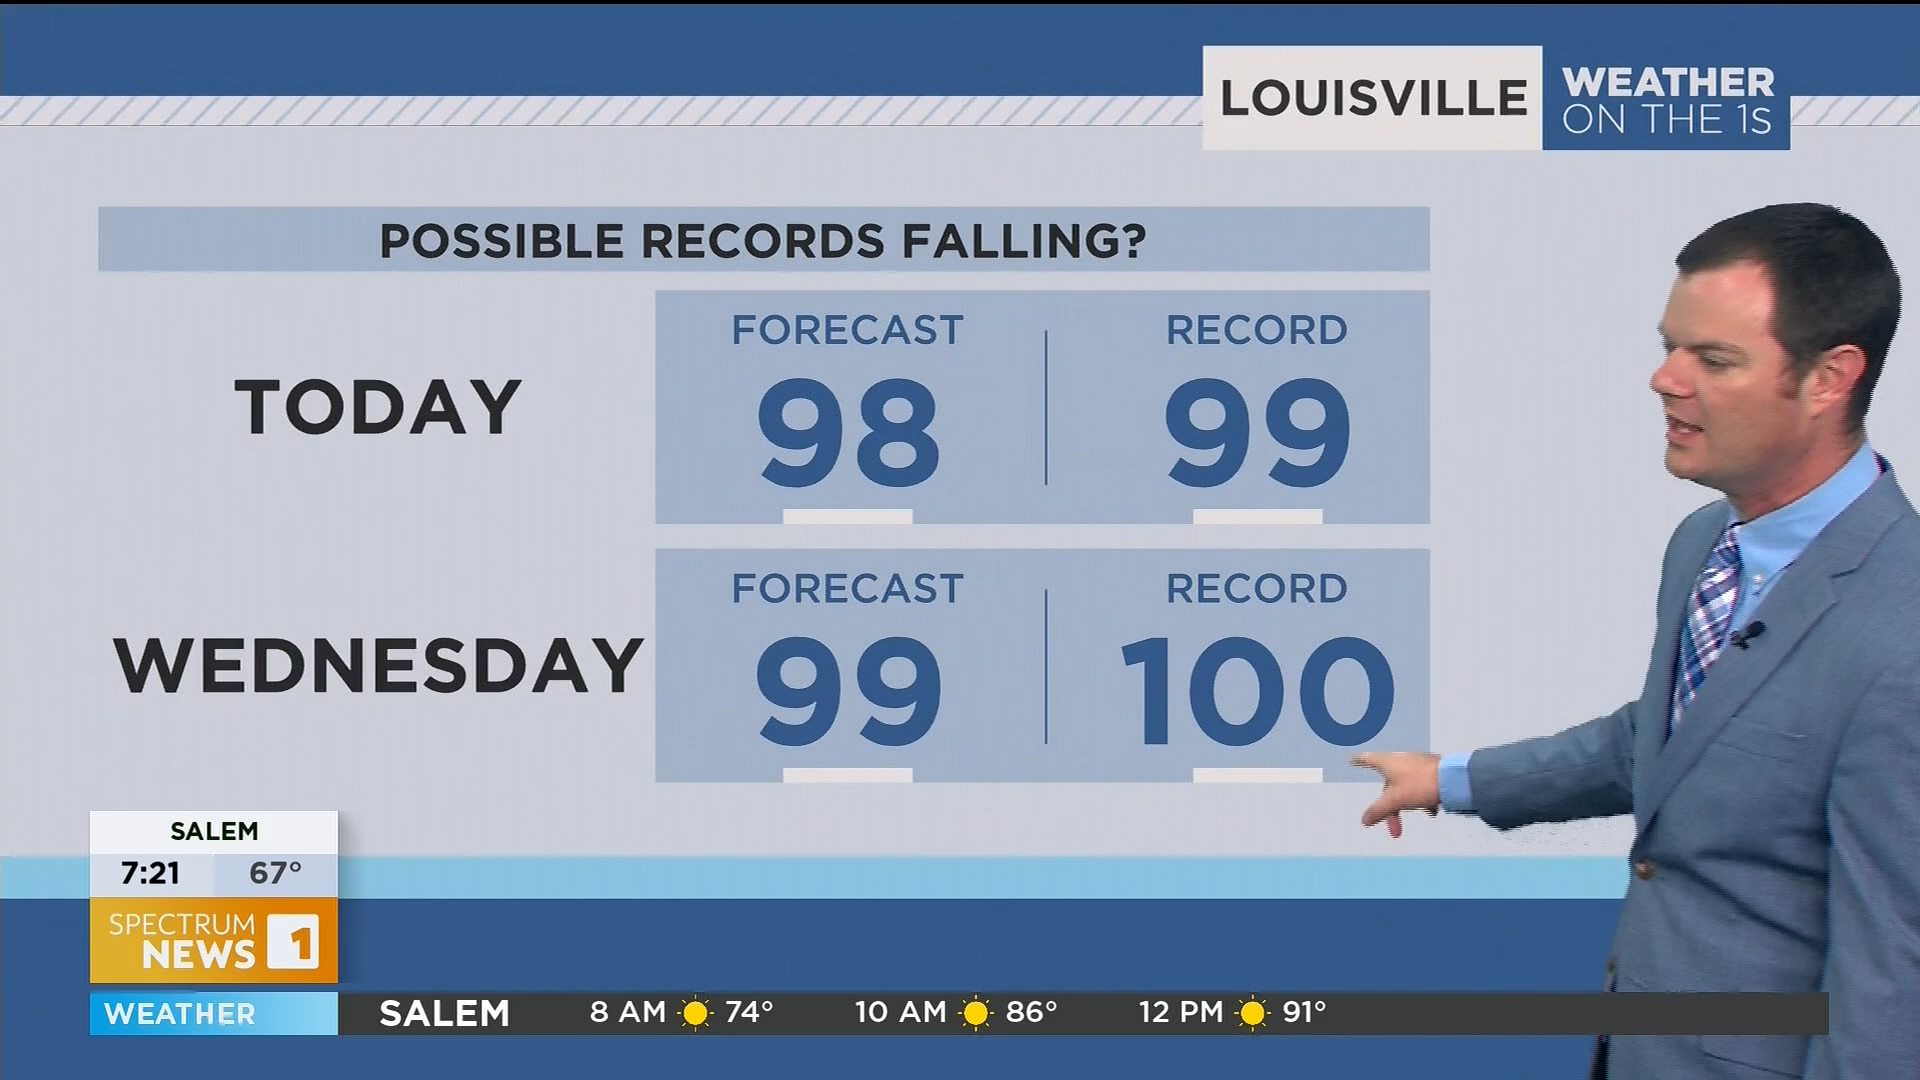 LOUISVILLE
WEATHER
ON THE 1S
POSSIBLE RECORDS FALLING?
TODAY
FORECAST
98
RECORD
99
WEDNESDAY
FORECAST
99
RECORD
100
SALEM
7:21 67°
SPECTRUM
NEWS 1
WEATHER SALEM 8 AM 74° 10 AM 86° 12 PM 91°